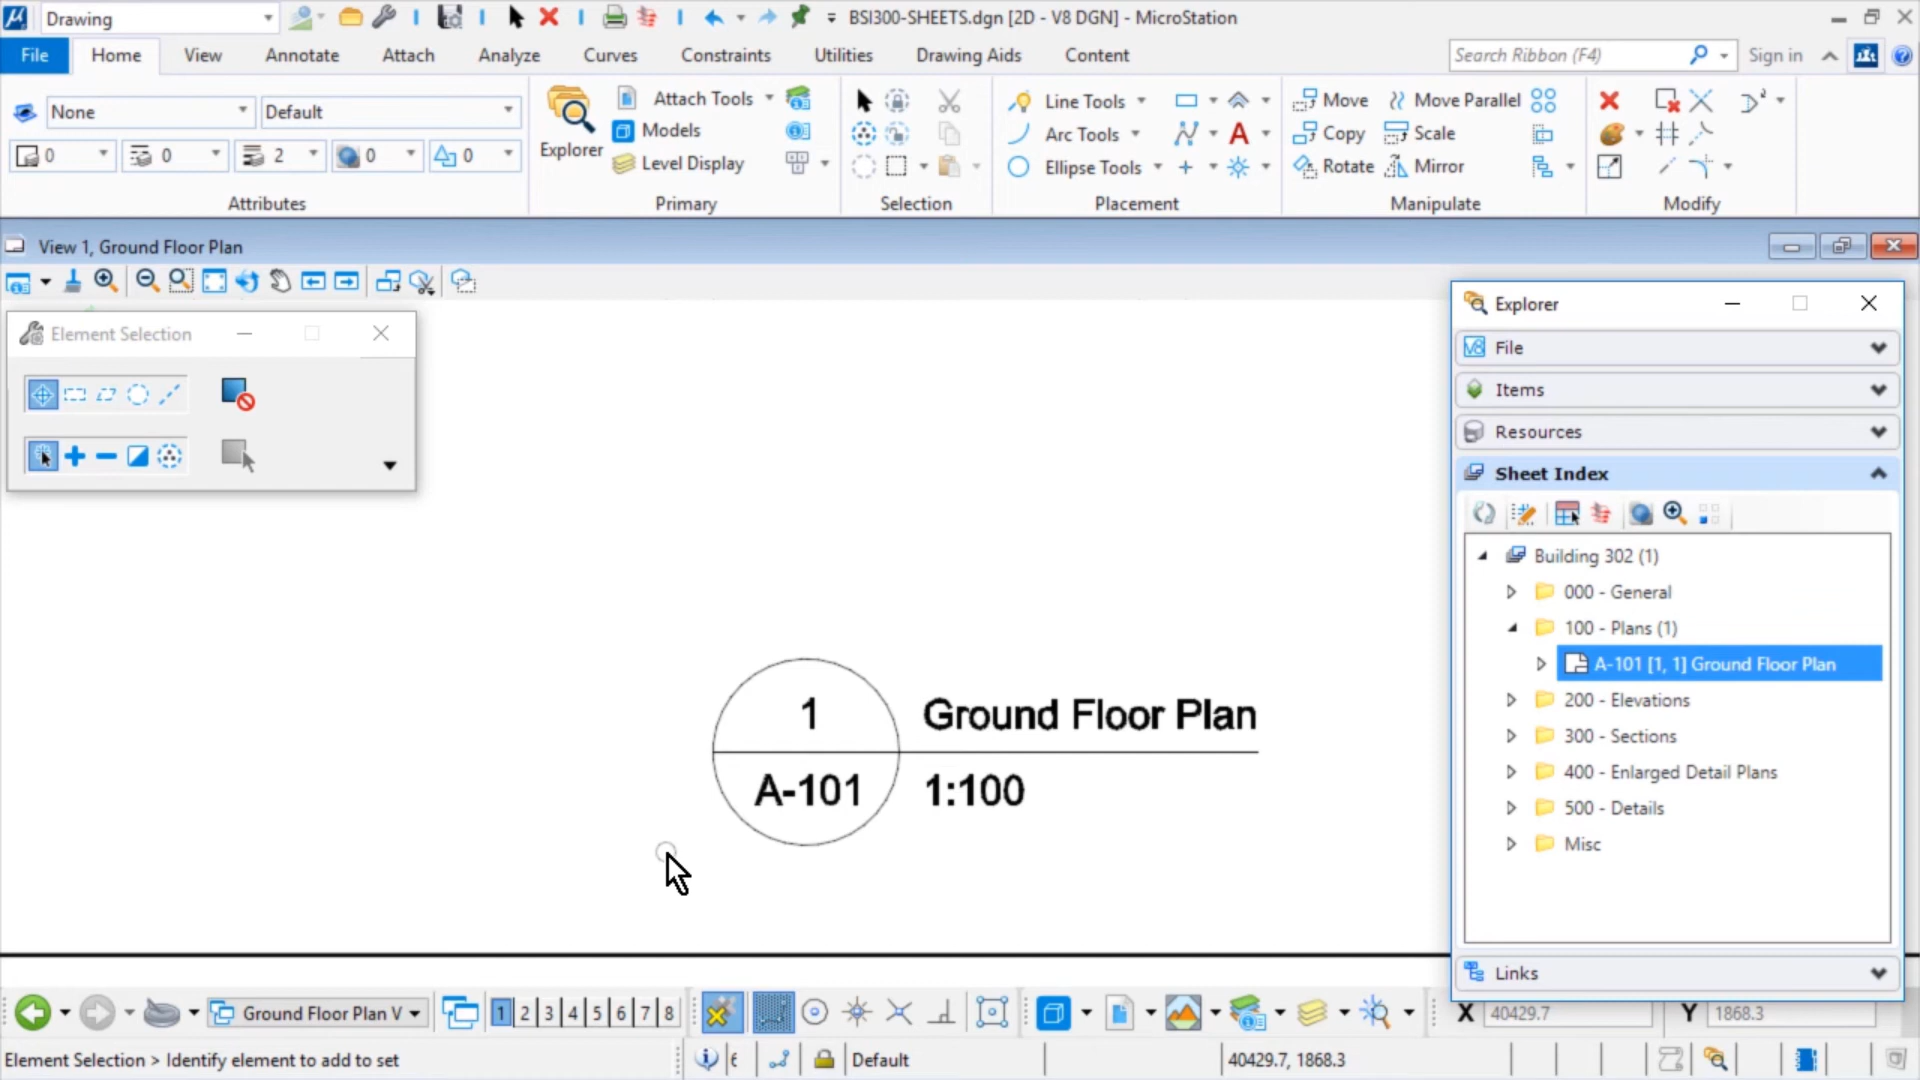 Drawing
BSI300-SHEETS.dgn [2D - V8 DGN] - MicroStation
File Home View Annotate Attach Analyze Curves Constraints Utilities Drawing Aids Content
Search Ribbon (F4) Sign in
None Default
0 0 2 0 0
Attributes
Explorer
Attach Tools
Models
Level Display
Primary
Selection
Line Tools
Arc Tools
Ellipse Tools
Placement
Move Move Parallel
Copy Scale
Rotate Mirror
Manipulate
Modify
View 1, Ground Floor Plan
Element Selection
1 Ground Floor Plan
A-101 1:100
Explorer
File
Items
Resources
Sheet Index
Building 302 (1)
000 - General
100 - Plans (1)
A-101 [1, 1] Ground Floor Plan
200 - Elevations
300 - Sections
400 - Enlarged Detail Plans
500 - Details
Misc
Links
Ground Floor Plan V 1 2 3 4 5 6 7 8
X 40429.7 Y 1868.3
Element Selection > Identify element to add to set
Default
40429.7, 1868.3